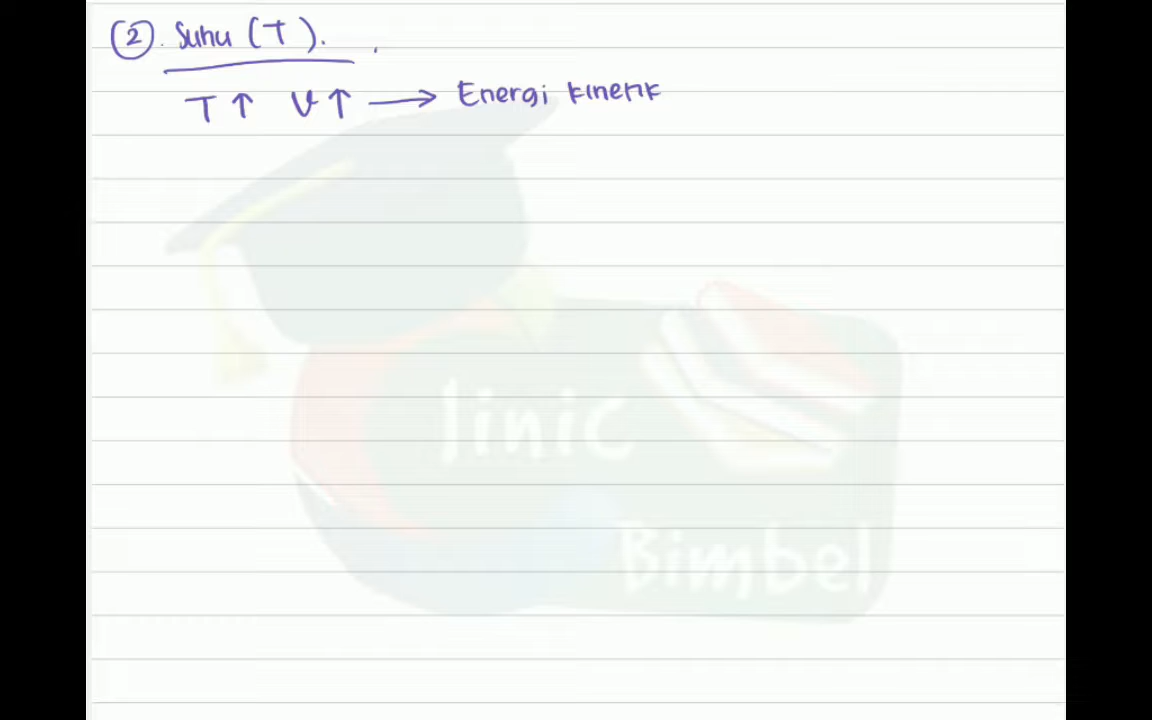 (2). Suhu (T).
T ↑ V ↑ → Energi kinetik
linic
Bimbel